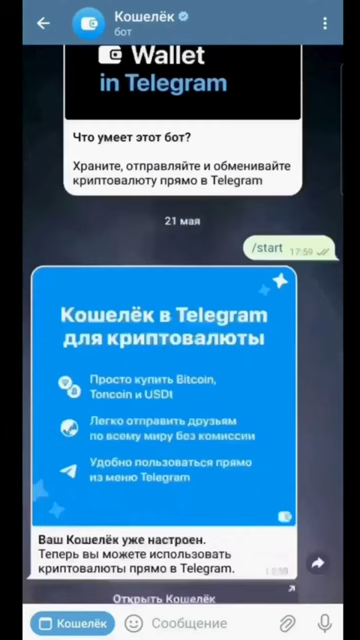 Кошелёк
бот
Wallet
in Telegram
Что умеет этот бот?
Храните, отправляйте и обменивайте
криптовалюту прямо в Telegram
21 мая
/start 17:59
Кошелёк в Telegram
для криптовалюты
Просто купить Bitcoin,
Toncoin и USDt
Легко отправить друзьям
по всему миру без комиссии
Удобно пользоваться прямо
из меню Telegram
Ваш Кошелёк уже настроен.
Теперь вы можете использовать
криптовалюты прямо в Telegram.
Открыть Кошелёк
Кошелёк
Сообщение